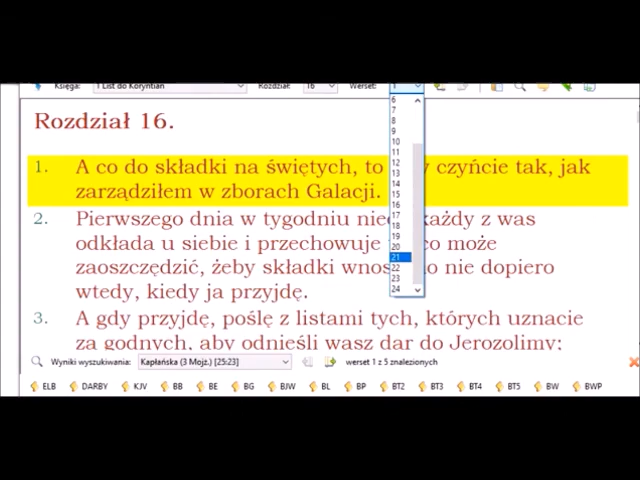 Księga: 1 List do Koryntian Rozdział: 16 Werset: 1
Rozdział 16.
1. A co do składki na świętych, to czyńcie tak, jak
zarządziłem w zborach Galacji.
2. Pierwszego dnia w tygodniu każdy z was
odkłada u siebie i przechowuje co może
zaoszczędzić, żeby składki nie dopiero
wtedy, kiedy ja przyjdę.
3. A gdy przyjdę, poślę z listami tych, których uznacie
za godnych, aby odnieśli wasz dar do Jerozolimy;
6
7
8
9
10
11
12
13
14
15
16
17
18
19
20
21
22
23
24
Wyniki wyszukiwania: Kapłańska (3 Mojż.) [25:23] werset 1 z 5 znalezionych
ELB DARBY KJV BB BE BG BJW BL BP BT2 BT3 BT4 BT5 BW BWP